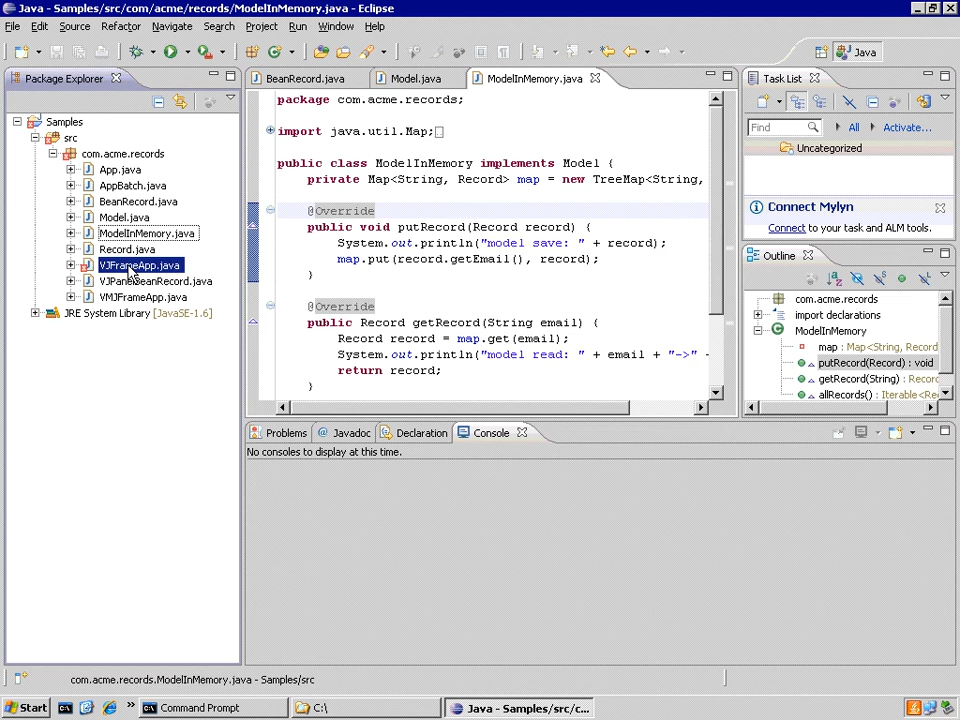 Java - Samples/src/com/acme/records/ModelInMemory.java - Eclipse
File Edit Source Refactor Navigate Search Project Run Window Help
Java
Package Explorer
Samples
src
com.acme.records
App.java
AppBatch.java
BeanRecord.java
Model.java
ModelInMemory.java
Record.java
VJFrameApp.java
VJPanelBeanRecord.java
VMJFrameApp.java
JRE System Library [JavaSE-1.6]
BeanRecord.java Model.java ModelInMemory.java
package com.acme.records;
import java.util.Map;
public class ModelInMemory implements Model {
private Map<String, Record> map = new TreeMap<String,
@Override
public void putRecord(Record record) {
System.out.println("model save: " + record);
map.put(record.getEmail(), record);
}
@Override
public Record getRecord(String email) {
Record record = map.get(email);
System.out.println("model read: " + email + "->" +
return record;
}
Task List
Find All Activate...
Uncategorized
Connect Mylyn
Connect to your task and ALM tools.
Outline
com.acme.records
import declarations
ModelInMemory
map : Map<String, Record
putRecord(Record) : void
getRecord(String) : Record
allRecords() : Iterable<Re
Problems Javadoc Declaration Console
No consoles to display at this time.
com.acme.records.ModelInMemory.java - Samples/src
Start Command Prompt C:\ Java - Samples/src/c...